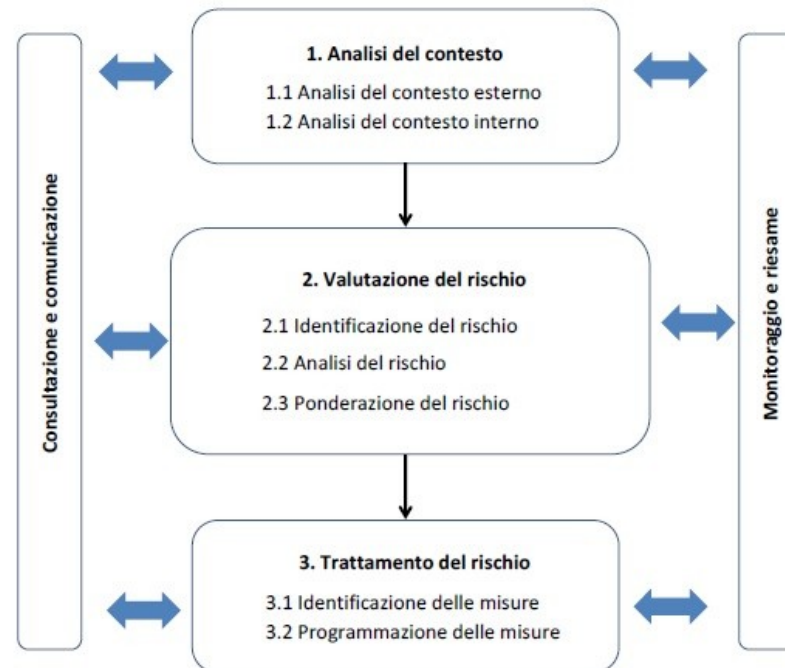 Consultazione e comunicazione
1. Analisi del contesto
1.1 Analisi del contesto esterno
1.2 Analisi del contesto interno
2. Valutazione del rischio
2.1 Identificazione del rischio
2.2 Analisi del rischio
2.3 Ponderazione del rischio
3. Trattamento del rischio
3.1 Identificazione delle misure
3.2 Programmazione delle misure
Monitoraggio e riesame